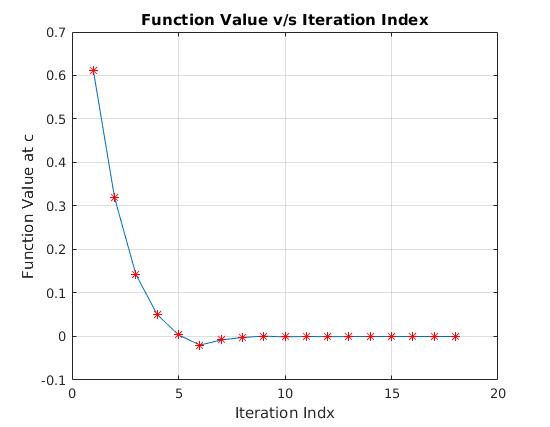 Function Value v/s Iteration Index
0.7
0.6
0.5
0.4
0.3
0.2
0.1
0
-0.1
Function Value at c
0 5 10 15 20
Iteration Indx